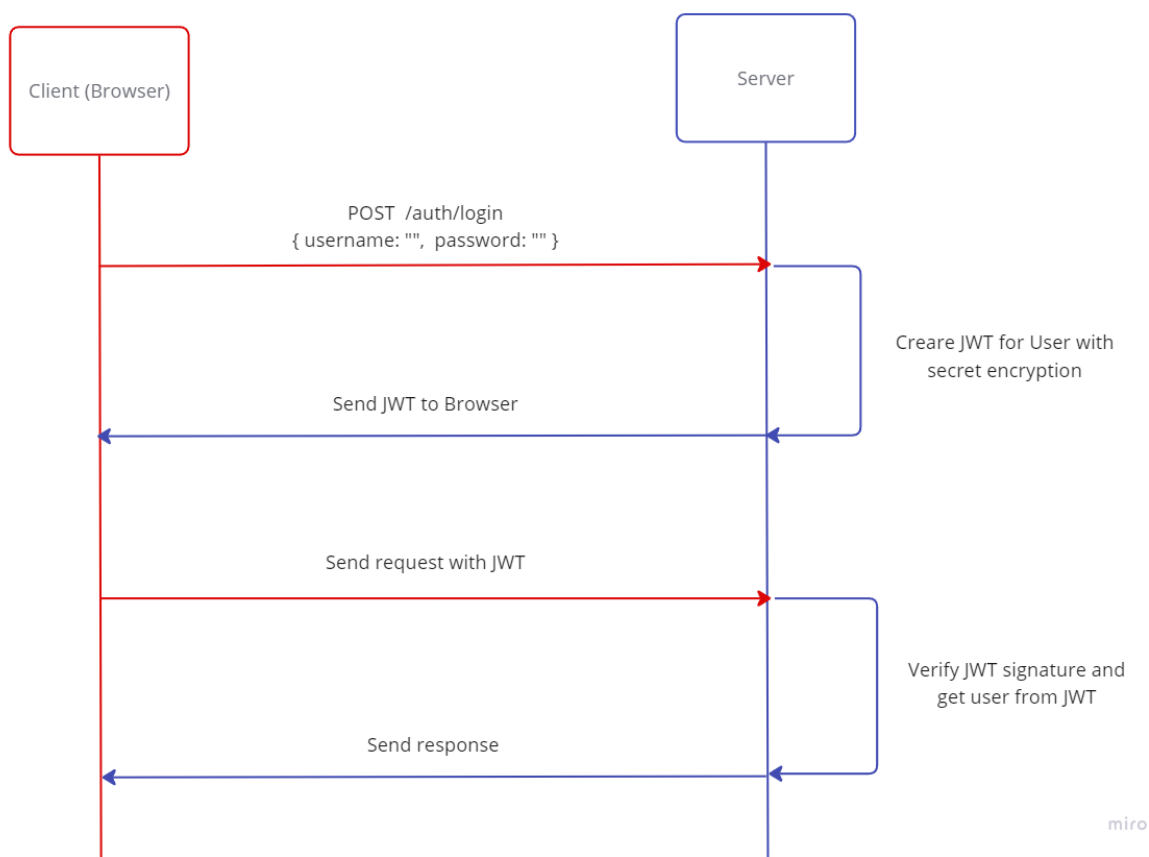 Client (Browser)
Server
POST  /auth/login
{ username: "",  password: "" }
Creare JWT for User with
secret encryption
Send JWT to Browser
Send request with JWT
Verify JWT signature and
get user from JWT
Send response
miro